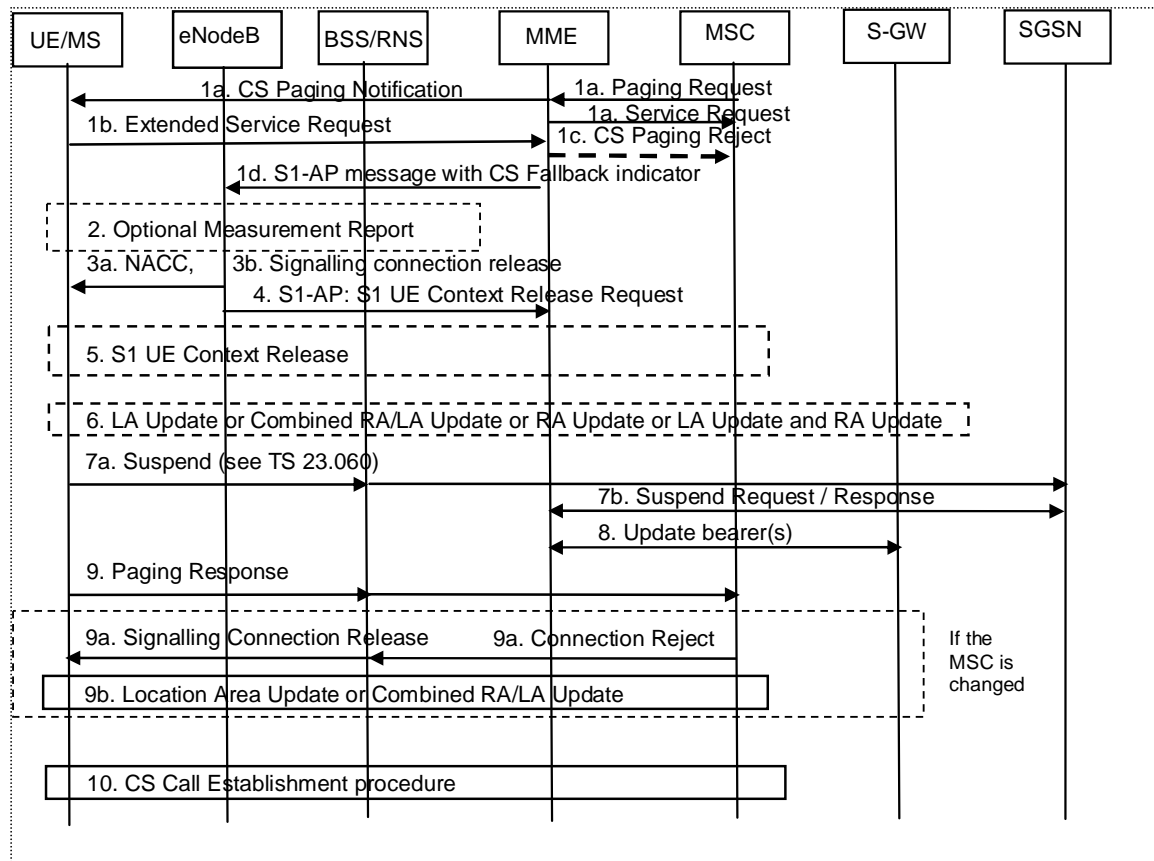 UE/MS
eNodeB
BSS/RNS
MME
MSC
S-GW
SGSN
1a. CS Paging Notification
1a. Paging Request
1a. Service Request
1b. Extended Service Request
1c. CS Paging Reject
1d. S1-AP message with CS Fallback indicator
2. Optional Measurement Report
3a. NACC,
3b. Signalling connection release
4. S1-AP: S1 UE Context Release Request
5. S1 UE Context Release
6. LA Update or Combined RA/LA Update or RA Update or LA Update and RA Update
7a. Suspend (see TS 23.060)
7b. Suspend Request / Response
8. Update bearer(s)
9. Paging Response
9a. Signalling Connection Release
9a. Connection Reject
If the
MSC is
changed
9b. Location Area Update or Combined RA/LA Update
10. CS Call Establishment procedure